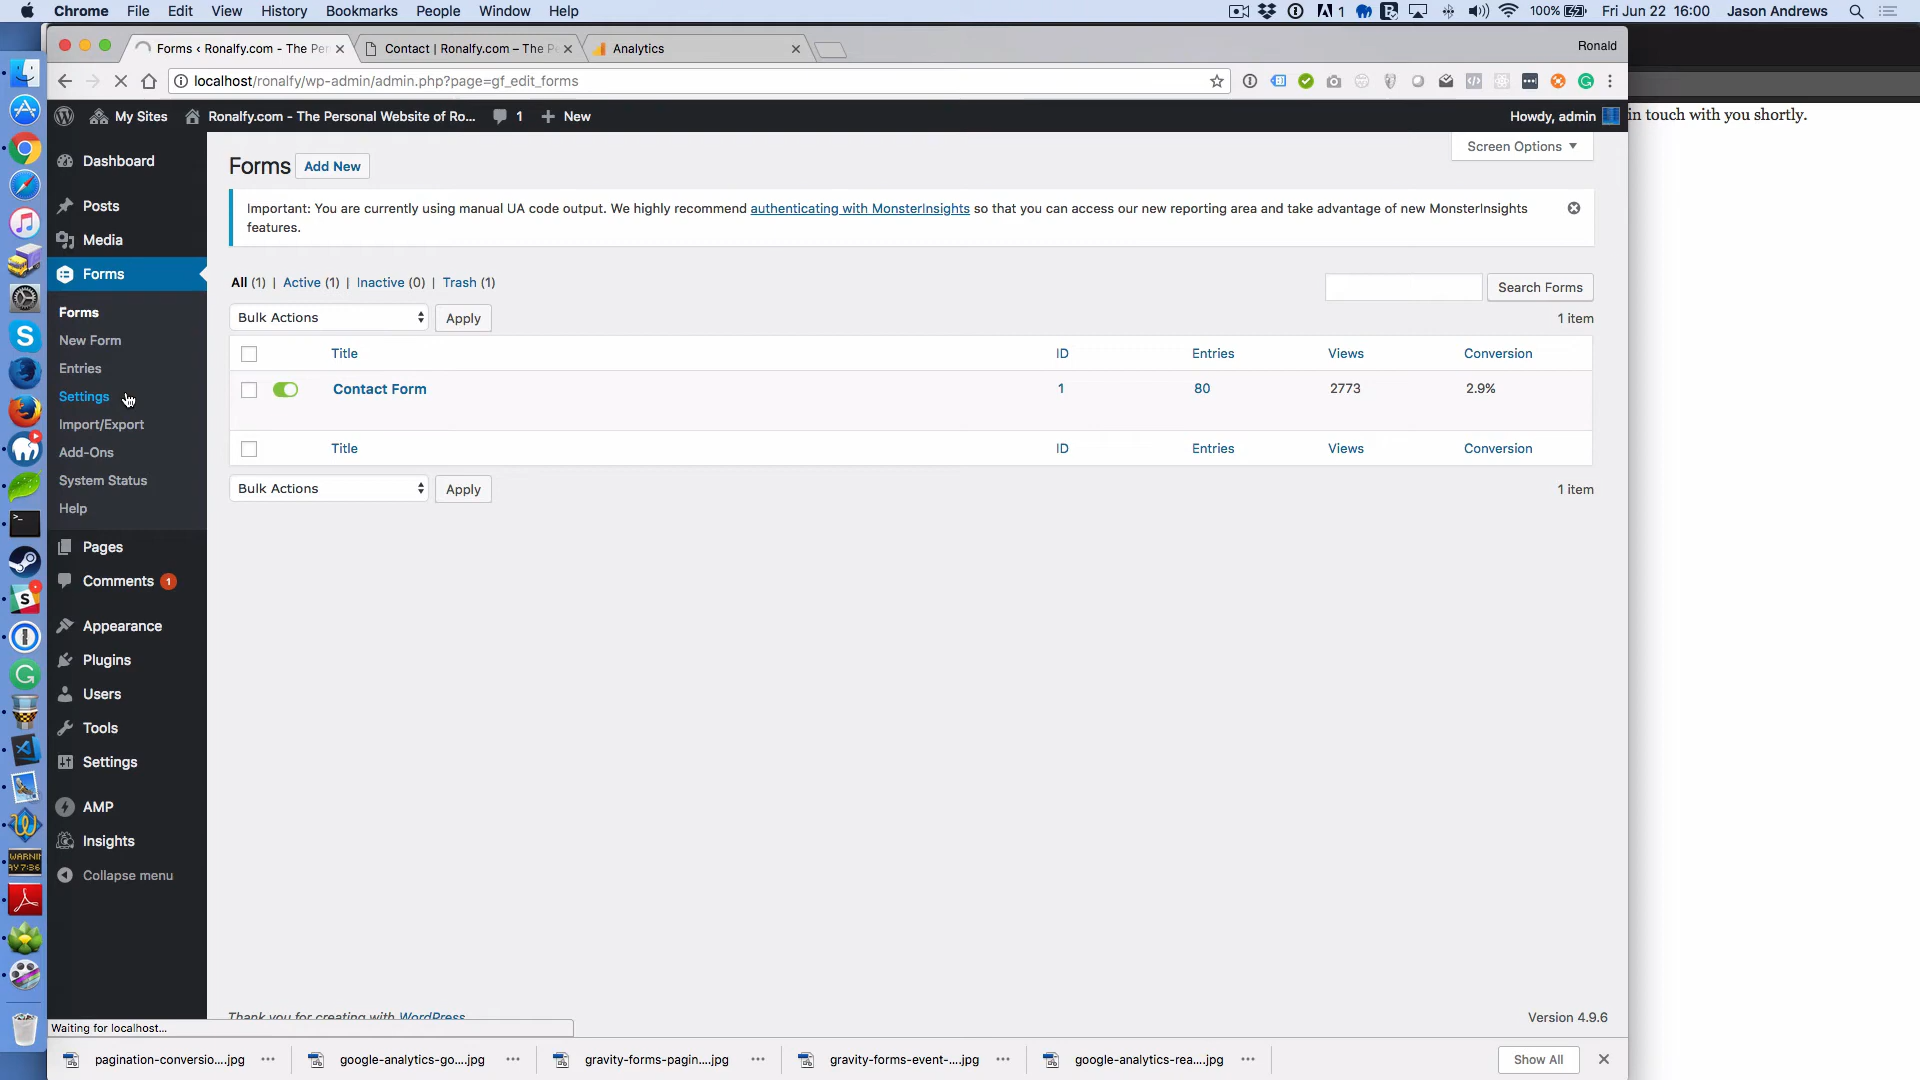 Chrome File Edit View History Bookmarks People Window Help 1 100% Fri Jun 22 16:00 Jason Andrews
Forms ‹ Ronalfy.com - The Per Contact | Ronalfy.com – The P Analytics Ronald
localhost/ronalfy/wp-admin/admin.php?page=gf_edit_forms
My Sites Ronalfy.com - The Personal Website of Ro... 1 New Howdy, admin
in touch with you shortly.
Screen Options
Dashboard
Posts
Media
Forms
Forms
New Form
Entries
Settings
Import/Export
Add-Ons
System Status
Help
Pages
Comments 1
Appearance
Plugins
Users
Tools
Settings
AMP
Insights
Collapse menu
Forms Add New
Important: You are currently using manual UA code output. We highly recommend authenticating with MonsterInsights so that you can access our new reporting area and take advantage of new MonsterInsights
features.
All (1) | Active (1) | Inactive (0) | Trash (1)
Search Forms
Bulk Actions Apply 1 item
Title ID Entries Views Conversion
Contact Form 1 80 2773 2.9%
Title ID Entries Views Conversion
Bulk Actions Apply 1 item
Thank you for creating with WordPress Version 4.9.6
Waiting for localhost...
pagination-conversio....jpg google-analytics-go....jpg gravity-forms-pagin....jpg gravity-forms-event-....jpg google-analytics-rea....jpg Show All